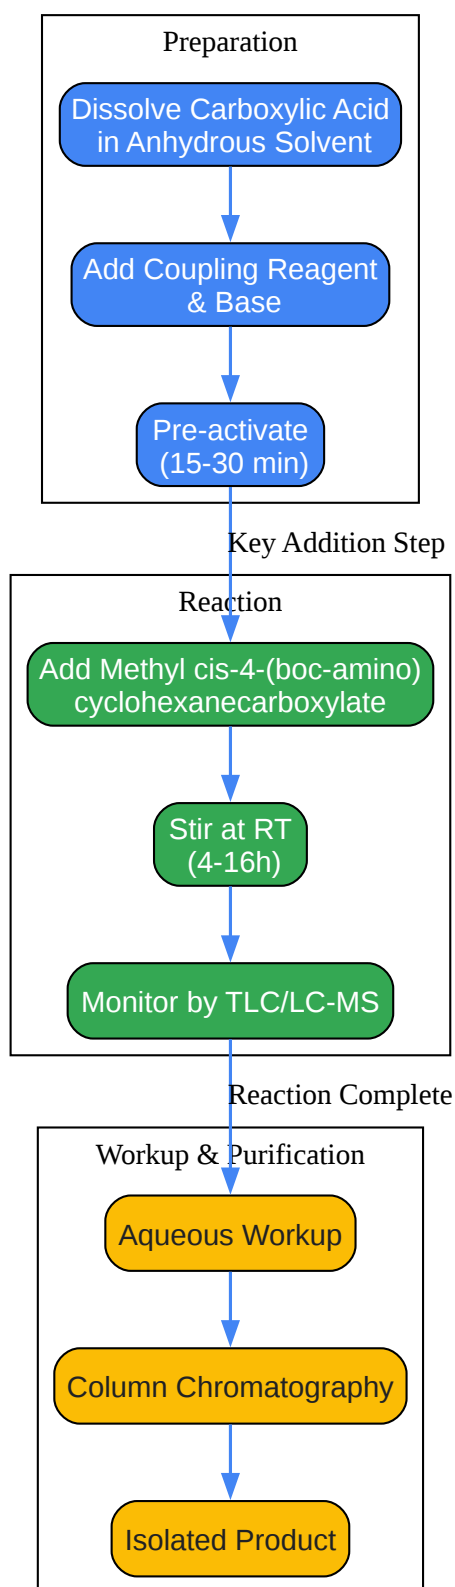 Preparation
Dissolve Carboxylic Acid
in Anhydrous Solvent
Add Coupling Reagent
& Base
Pre-activate
(15-30 min)
Key Addition Step
Reaction
Add Methyl cis-4-(boc-amino)
cyclohexanecarboxylate
Stir at RT
(4-16h)
Monitor by TLC/LC-MS
Reaction Complete
Workup & Purification
Aqueous Workup
Column Chromatography
Isolated Product